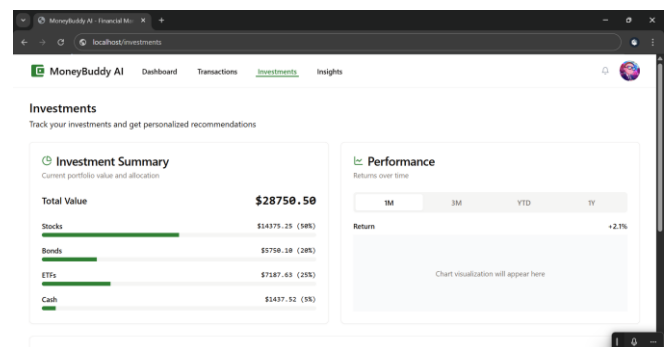 MoneyBuddy AI - Financial Mo
localhost/investments
MoneyBuddy AI Dashboard Transactions Investments Insights
Investments
Track your investments and get personalized recommendations
Investment Summary
Current portfolio value and allocation
Total Value $28750.50
Stocks $14375.25 (50%)
Bonds $5750.10 (20%)
ETFs $7187.63 (25%)
Cash $1437.52 (5%)
Performance
Returns over time
1M 3M YTD 1Y
Return +2.1%
Chart visualization will appear here